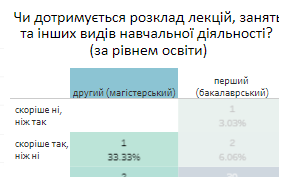 Чи дотримується розклад лекцій, занять
та інших видів навчальної діяльності?
(за рівнем освіти)
другий (магістерський)
перший
(бакалаврський)
скоріше ні,
ніж так
1
3.03%
скоріше так,
ніж ні
1
33.33%
2
6.06%